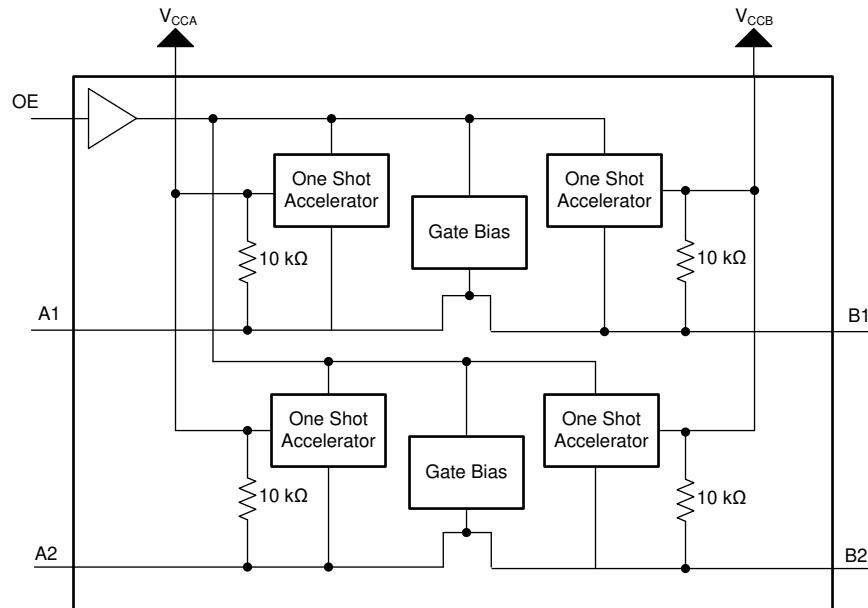 VCCA
VCCB
OE
One Shot
Accelerator
One Shot
Accelerator
Gate Bias
10 kΩ
10 kΩ
A1
B1
One Shot
Accelerator
One Shot
Accelerator
Gate Bias
10 kΩ
10 kΩ
A2
B2